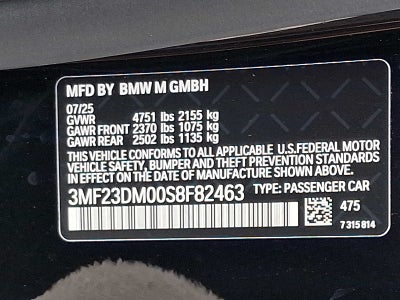 MFD BY BMW M GMBH
07/25
GVWR 4751 lbs 2155 kg
GAWR FRONT 2370 lbs 1075 kg
GAWR REAR 2502 lbs 1135 kg
THIS VEHICLE CONFORMS TO ALL APPLICABLE U.S.FEDERAL MOTOR
VEHICLE SAFETY, BUMPER AND THEFT PREVENTION STANDARDS
IN EFFECT ON THE DATE OF MANUFACTURE SHOWN ABOVE.
3MF23DM00S8F82463 TYPE: PASSENGER CAR
475
7 315 814